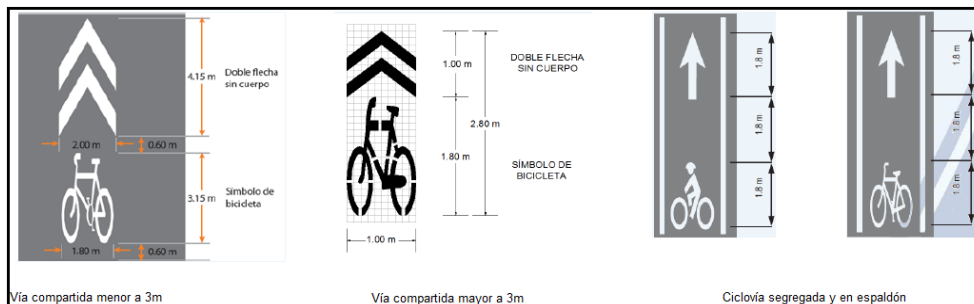 4.15 m
Doble flecha
sin cuerpo
2.00 m
0.60 m
3.15 m
Símbolo de
bicicleta
1.80 m
0.60 m
Vía compartida menor a 3m
1.00 m
DOBLE FLECHA
SIN CUERPO
2.80 m
1.80 m
SÍMBOLO DE
BICICLETA
1.00 m
Vía compartida mayor a 3m
1.8 m
1.8 m
1.8 m
1.8 m
1.8 m
1.8 m
Ciclovía segregada y en espaldón